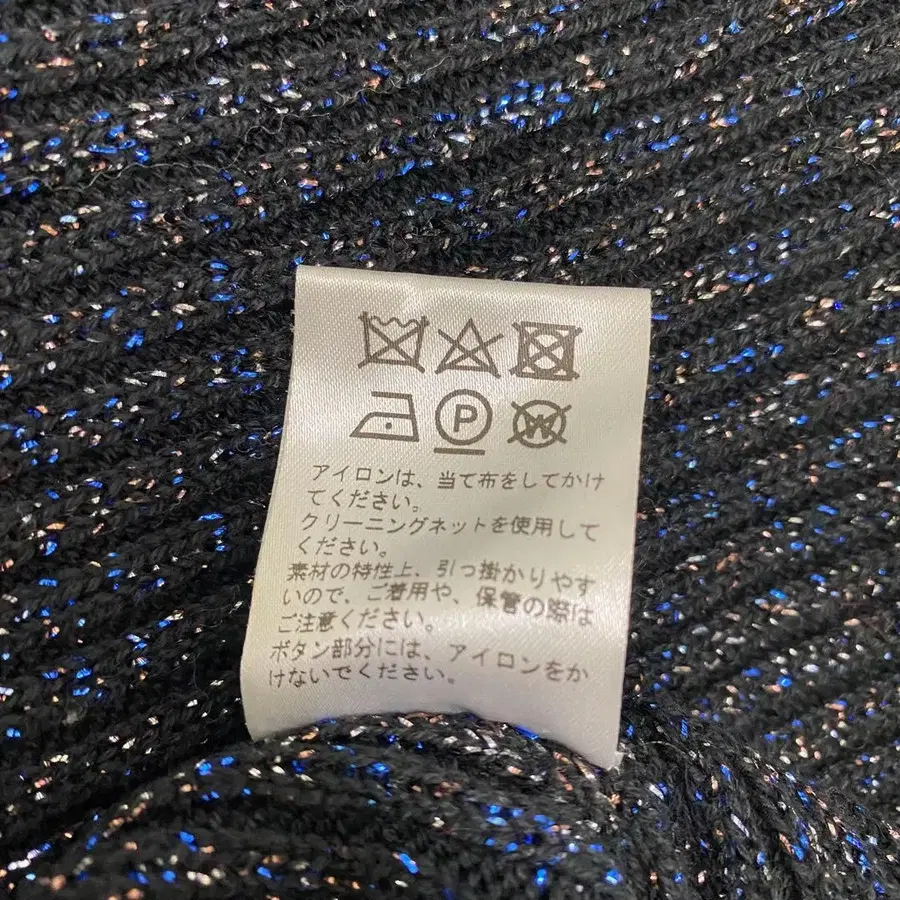 P
W
アイロンは、当て布をしてかけ
てください。
クリーニングネットを使用して
ください。
素材の特性上、引っ掛かりやす
いので、ご着用や、保管の際は
ご注意ください。
ボタン部分には、アイロンをか
けないでください。